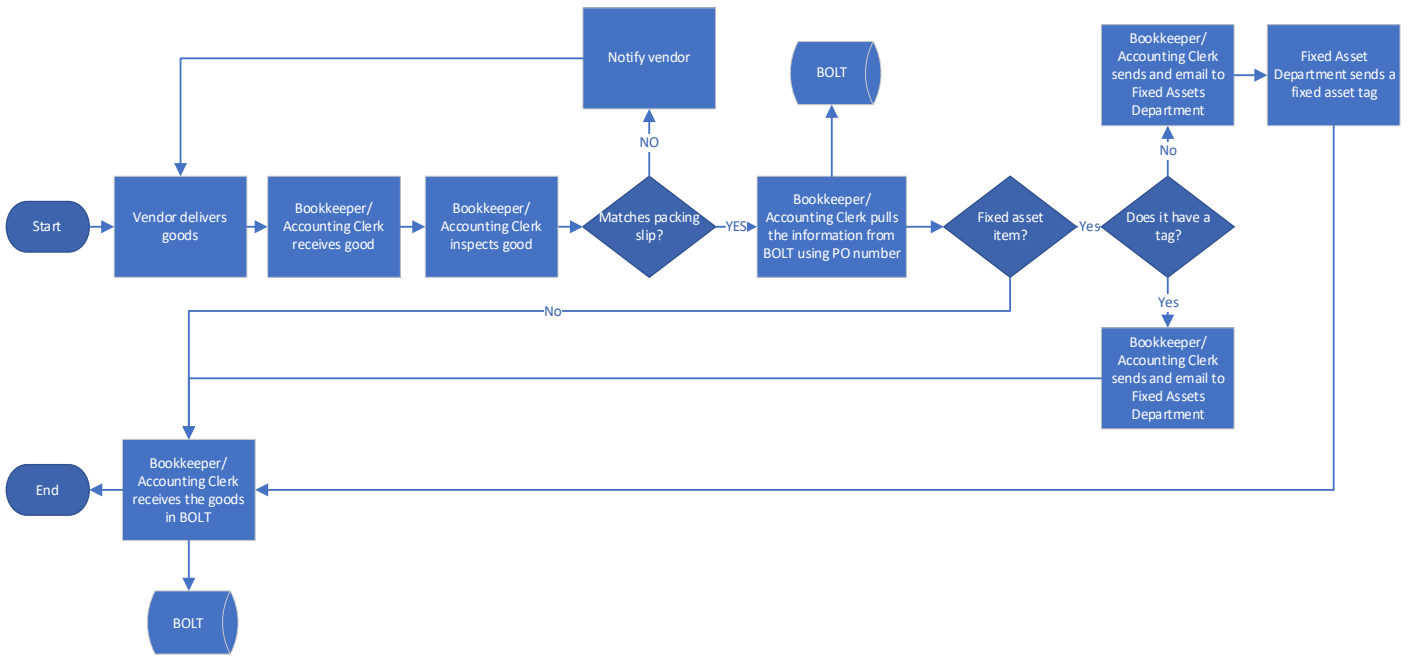 Start
Vendor delivers
goods
Bookkeeper/
Accounting Clerk
receives good
Bookkeeper/
Accounting Clerk
inspects good
Matches packing
slip?
NO
Notify vendor
YES
Bookkeeper/
Accounting Clerk pulls
the information from
BOLT using PO number
BOLT
Fixed asset
item?
Yes
Does it have a
tag?
No
Bookkeeper/
Accounting Clerk
sends and email to
Fixed Assets
Department
Fixed Asset
Department sends a
fixed asset tag
Yes
Bookkeeper/
Accounting Clerk
sends and email to
Fixed Assets
Department
No
Bookkeeper/
Accounting Clerk
receives the goods
in BOLT
End
BOLT